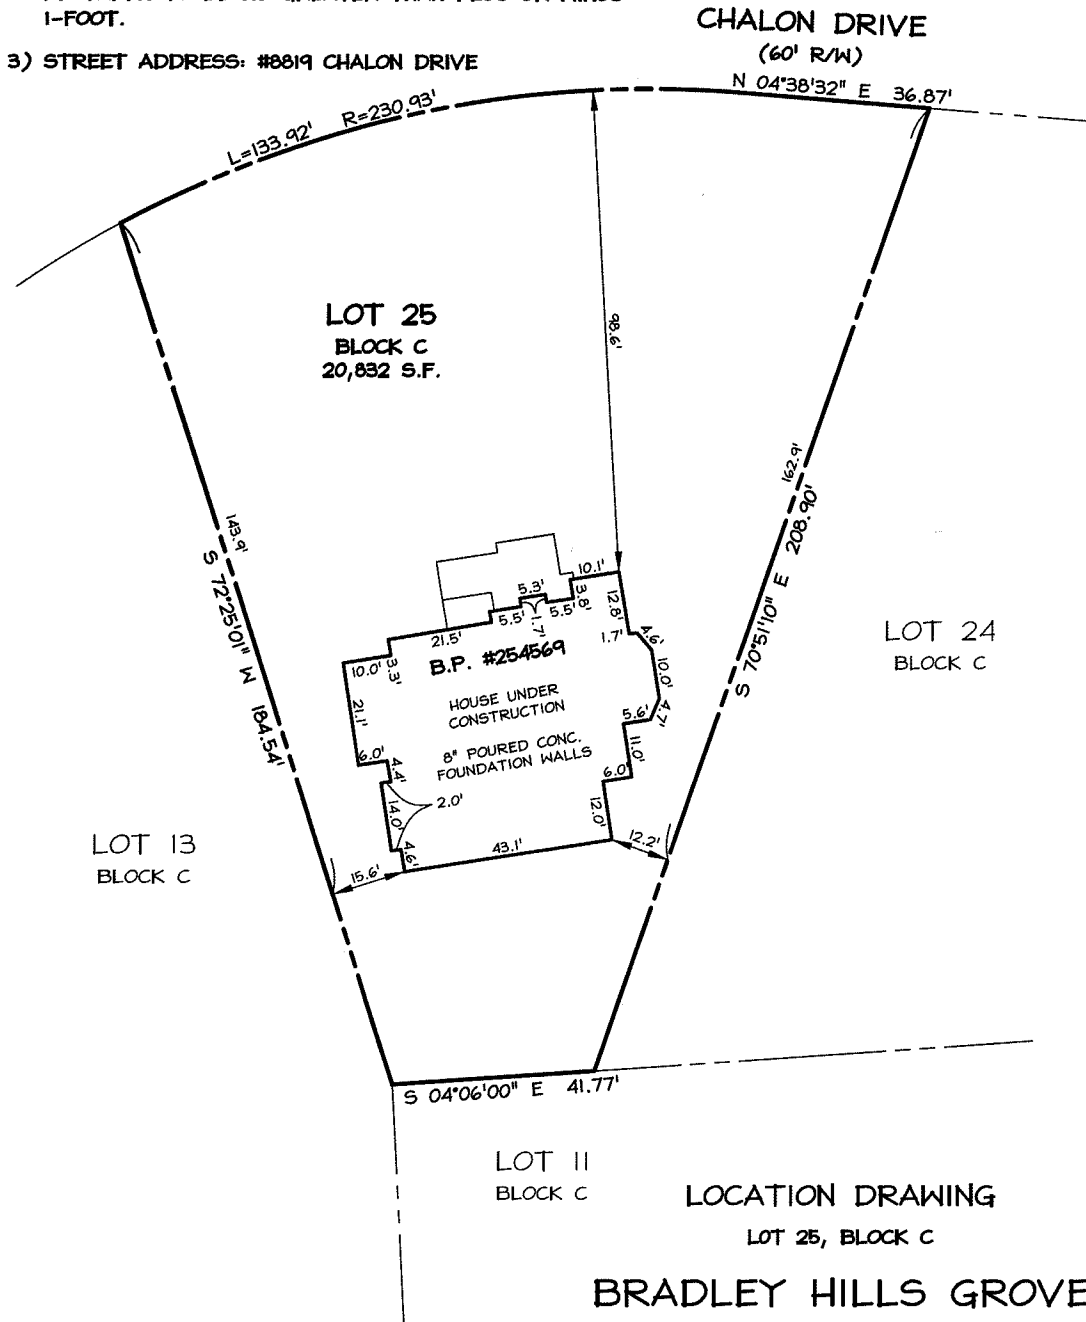 1-FOOT.
3) STREET ADDRESS: #8819 CHALON DRIVE
CHALON DRIVE
(60' R/W)
N 04°38'32" E 36.87'
L=133.92' R=230.93'
LOT 25
BLOCK C
20,832 S.F.
98.6'
162.9'
S 70°51'10" E 208.90'
143.9'
S 72°25'01" W 184.54'
LOT 24
BLOCK C
10.1'
5.3'
3.8'
12.8'
5.5'
1.7'
5.5'
21.5'
1.7'
4.6'
10.0'
3.3'
B.P. #254569
10.0'
4.7'
21.1'
HOUSE UNDER
CONSTRUCTION
5.6'
11.0'
8" POURED CONC.
FOUNDATION WALLS
6.0'
4.4'
6.0'
14.0'
2.0'
12.0'
4.6'
43.1'
12.2'
15.6'
LOT 13
BLOCK C
S 04°06'00" E 41.77'
LOT 11
BLOCK C
LOCATION DRAWING
LOT 25, BLOCK C
BRADLEY HILLS GROVE